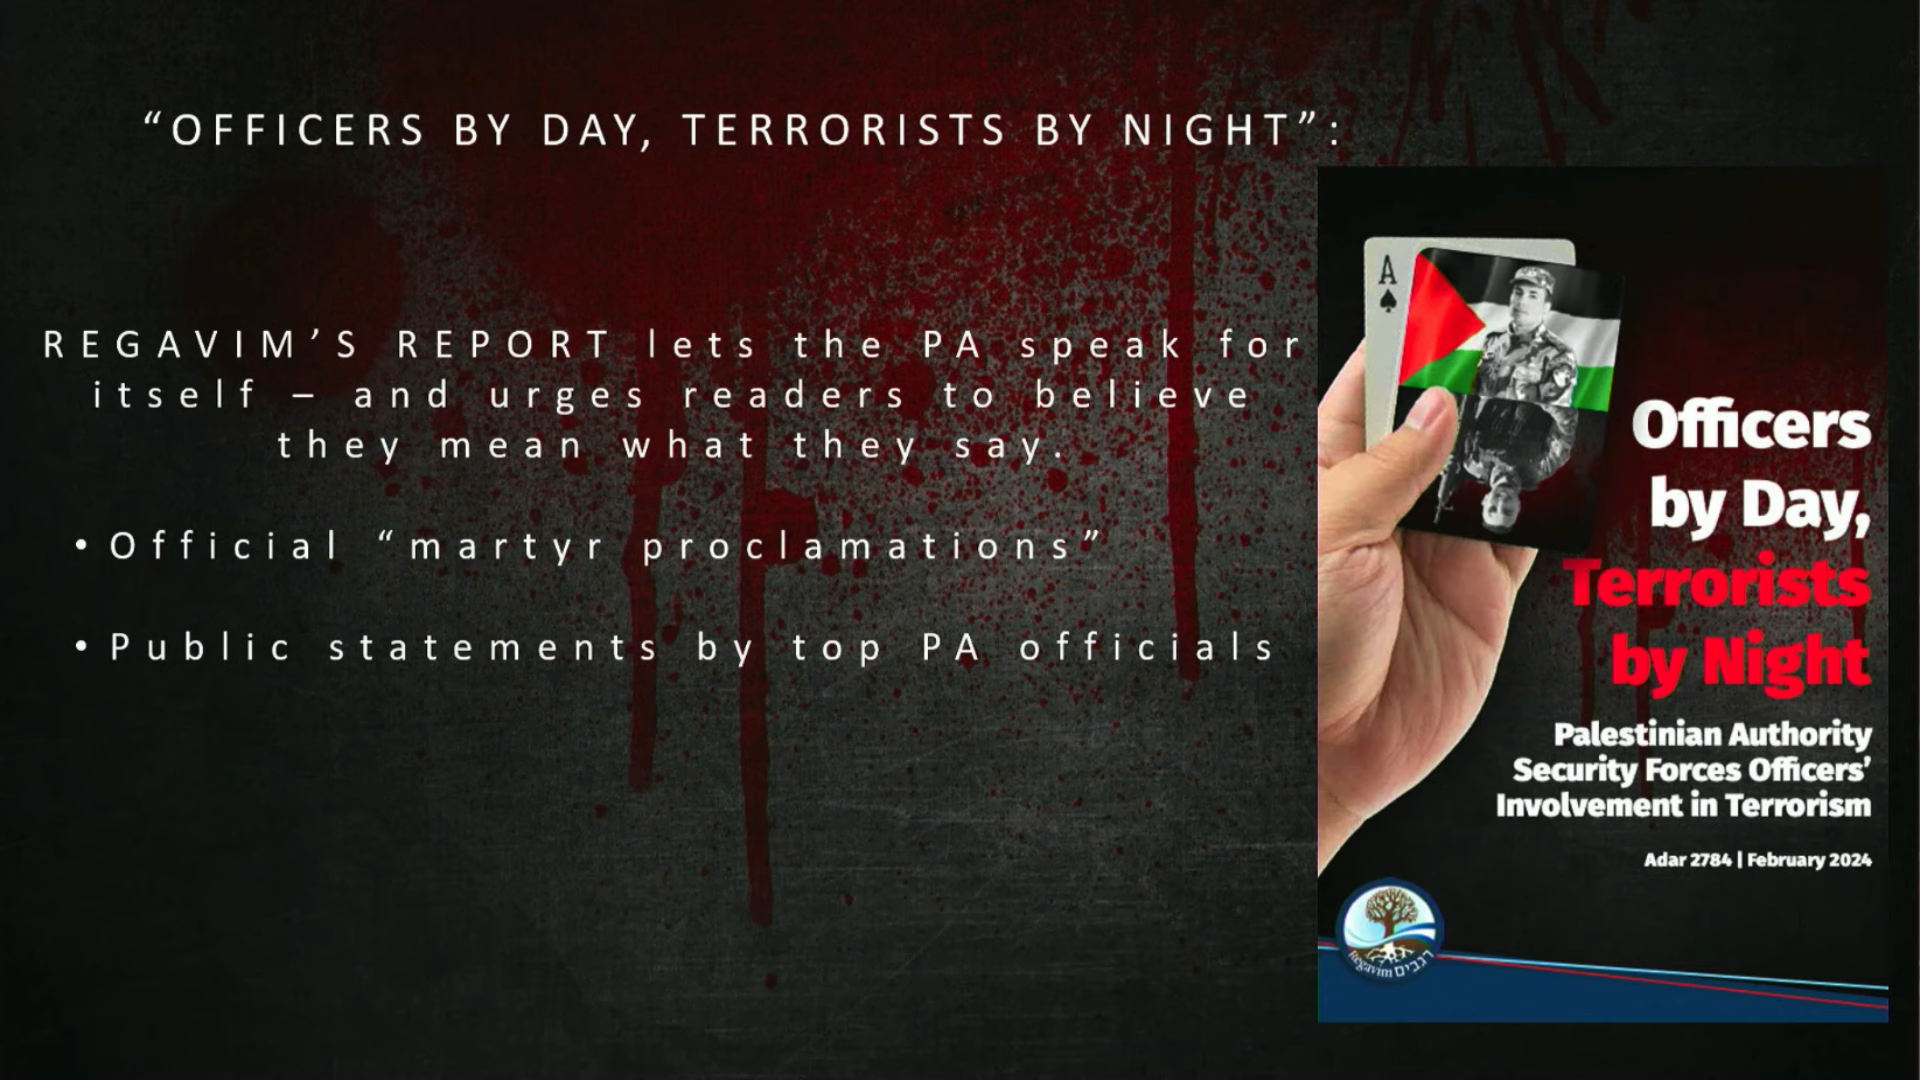 “OFFICERS BY DAY, TERRORISTS BY NIGHT”:
REGAVIM’S REPORT lets the PA speak for
itself – and urges readers to believe
they mean what they say.
• Official “martyr proclamations”
• Public statements by top PA officials
A
Officers
by Day,
Terrorists
by Night
Palestinian Authority
Security Forces Officers’
Involvement in Terrorism
Adar 2784 | February 2024
Regavim רגבים